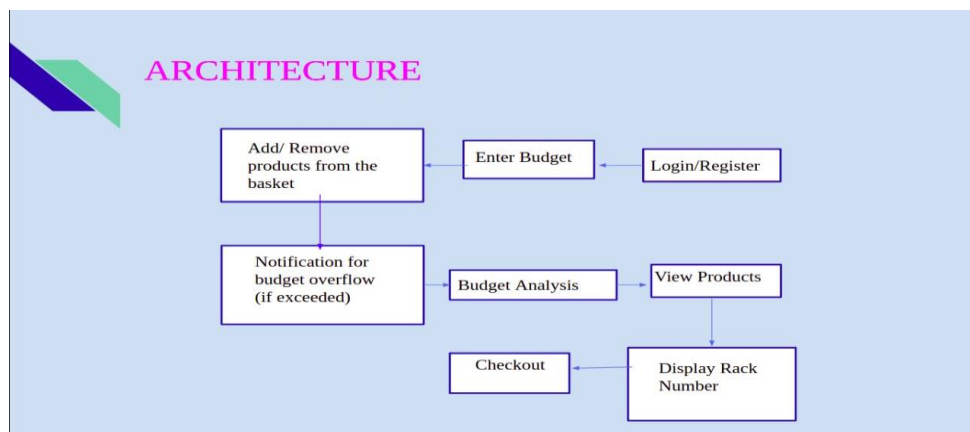 ARCHITECTURE
Add/ Remove
products from the
basket
Enter Budget
Login/Register
Notification for
budget overflow
(if exceeded)
Budget Analysis
View Products
Checkout
Display Rack
Number